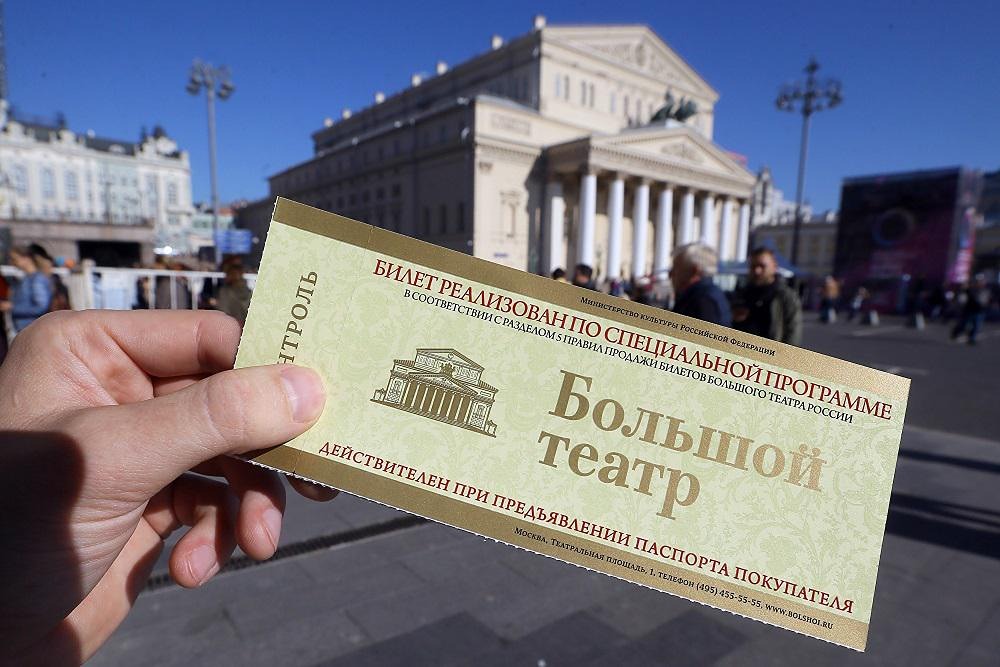 Министерство культуры Российской Федерации
БИЛЕТ РЕАЛИЗОВАН ПО СПЕЦИАЛЬНОЙ ПРОГРАММЕ
В СООТВЕТСТВИИ С РАЗДЕЛОМ 5 ПРАВИЛ ПРОДАЖИ БИЛЕТОВ БОЛЬШОГО ТЕАТРА РОССИИ
НТРОЛЬ
Большой
театр
ДЕЙСТВИТЕЛЕН ПРИ ПРЕДЪЯВЛЕНИИ ПАСПОРТА ПОКУПАТЕЛЯ
Москва, Театральная площадь, 1, телефон (495) 455-55-55, www.bolshoi.ru